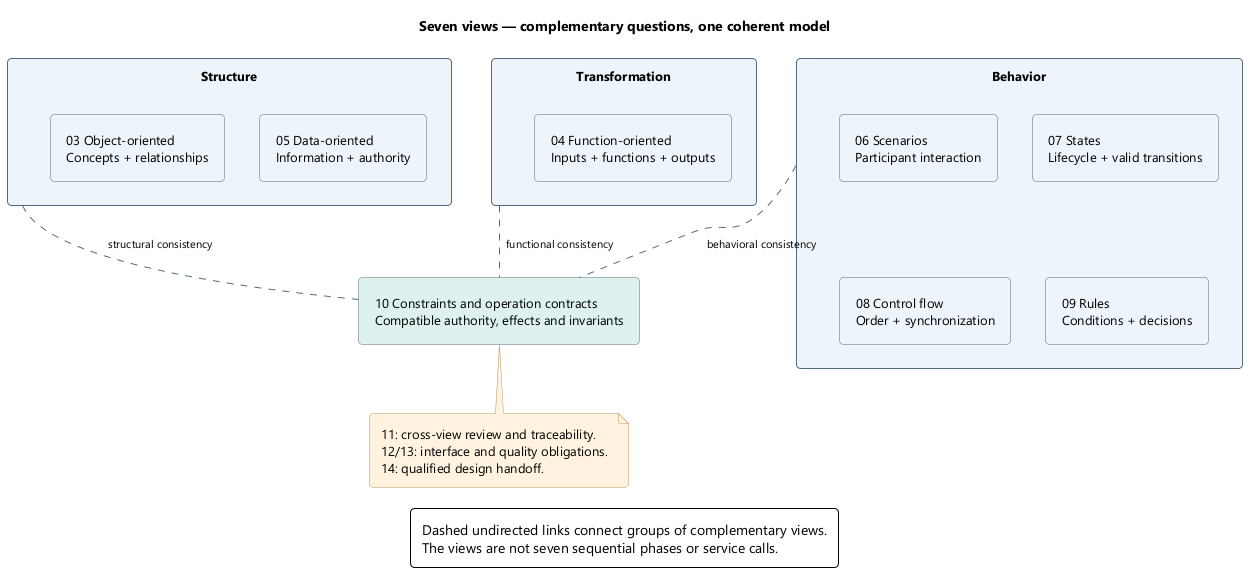 Seven views — complementary questions, one coherent model
Structure
03 Object-oriented
Concepts + relationships
05 Data-oriented
Information + authority
Transformation
04 Function-oriented
Inputs + functions + outputs
Behavior
06 Scenarios
Participant interaction
07 States
Lifecycle + valid transitions
08 Control flow
Order + synchronization
09 Rules
Conditions + decisions
structural consistency
functional consistency
behavioral consistency
10 Constraints and operation contracts
Compatible authority, effects and invariants
11: cross-view review and traceability.
12/13: interface and quality obligations.
14: qualified design handoff.
Dashed undirected links connect groups of complementary views.
The views are not seven sequential phases or service calls.